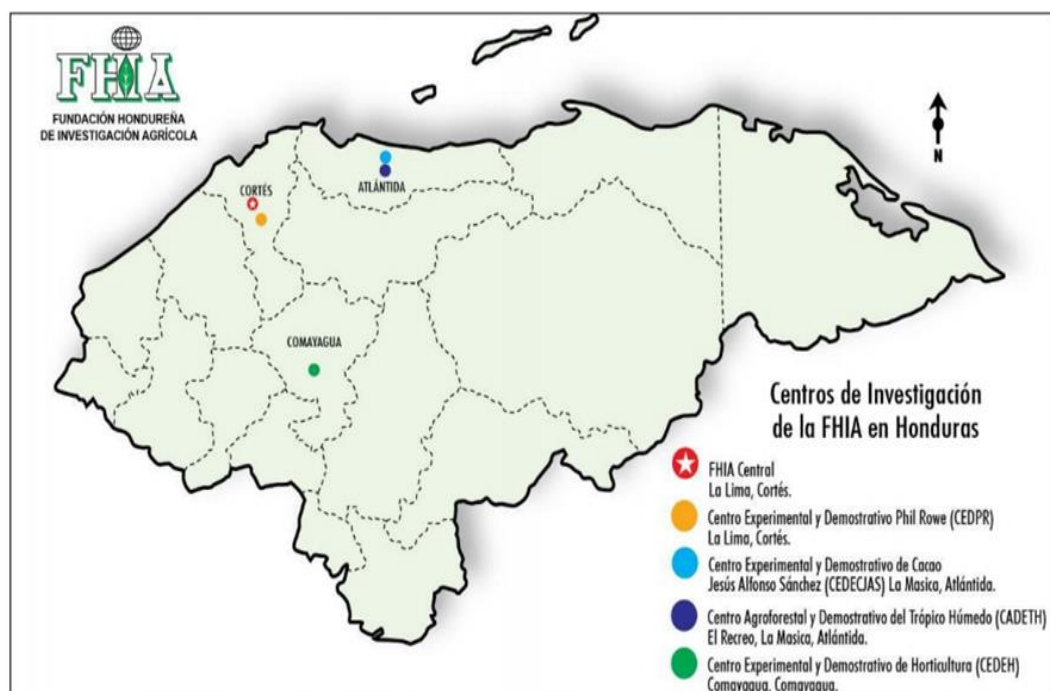 FHIA
FUNDACIÓN HONDUREÑA
DE INVESTIGACIÓN AGRÍCOLA
N
CORTÉS
ATLÁNTIDA
COMAYAGUA
Centros de Investigación
de la FHIA en Honduras
FHIA Central
La Lima, Cortés.
Centro Experimental y Demostrativo Phil Rowe (CEDPR)
La Lima, Cortés.
Centro Experimental y Demostrativo de Cacao
Jesús Alfonso Sánchez (CEDECJAS) La Masica, Atlántida.
Centro Agroforestal y Demostrativo del Trópico Húmedo (CADETH)
El Recreo, La Masica, Atlántida.
Centro Experimental y Demostrativo de Horticultura (CEDEH)
Comayagua, Comayagua.